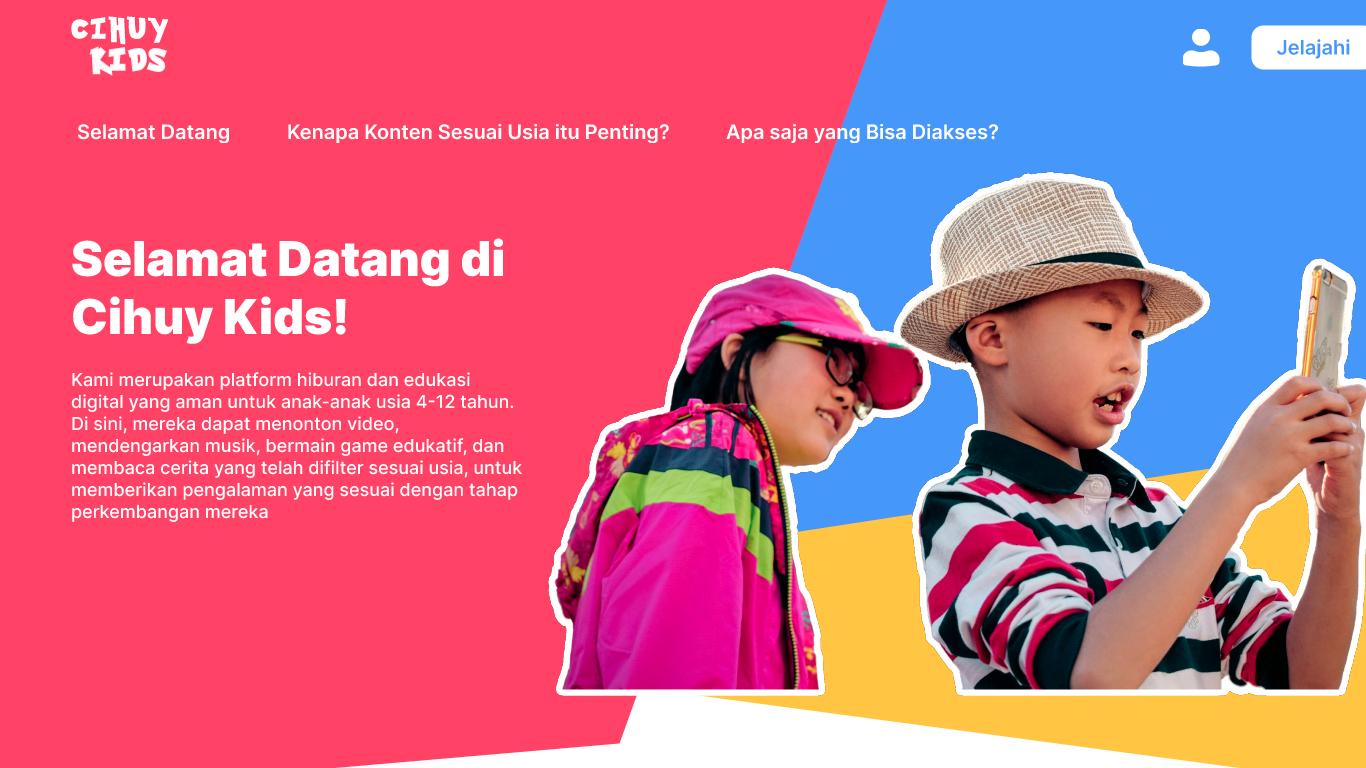 CIHUY
KIDS
Jelajahi
Selamat Datang
Kenapa Konten Sesuai Usia itu Penting?
Apa saja yang Bisa Diakses?
Selamat Datang di
Cihuy Kids!
Kami merupakan platform hiburan dan edukasi
digital yang aman untuk anak-anak usia 4-12 tahun.
Di sini, mereka dapat menonton video,
mendengarkan musik, bermain game edukatif, dan
membaca cerita yang telah difilter sesuai usia, untuk
memberikan pengalaman yang sesuai dengan tahap
perkembangan mereka